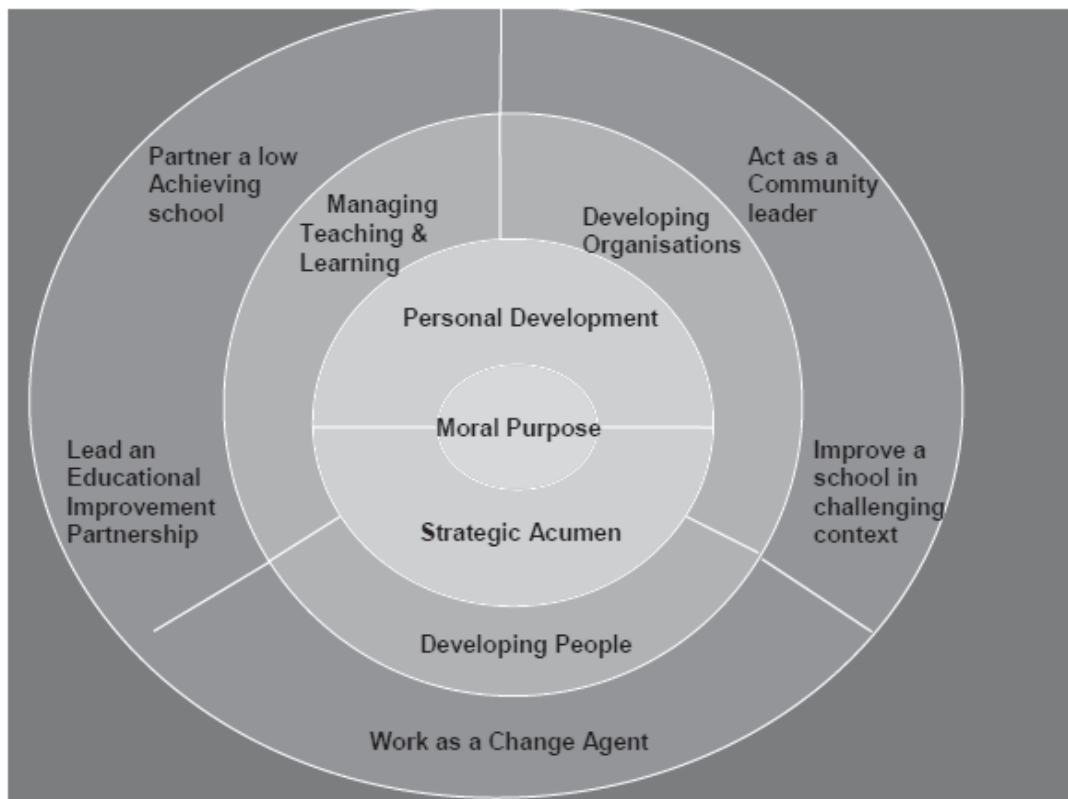 Partner a low
Achieving
school
Act as a
Community
leader
Managing
Teaching &
Learning
Developing
Organisations
Personal Development
Moral Purpose
Lead an
Educational
Improvement
Partnership
Improve a
school in
challenging
context
Strategic Acumen
Developing People
Work as a Change Agent